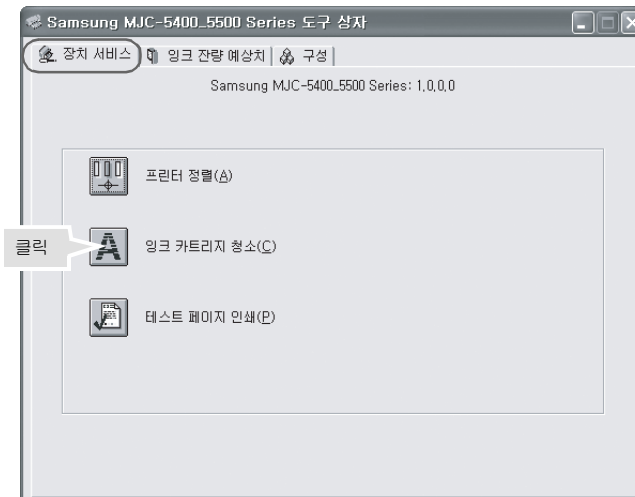 Samsung MJC-5400_5500 Series 도구 상자
장치 서비스 잉크 잔량 예상치 구성
Samsung MJC-5400_5500 Series: 1,0,0,0
프린터 정렬(A)
클릭
잉크 카트리지 청소(C)
테스트 페이지 인쇄(P)